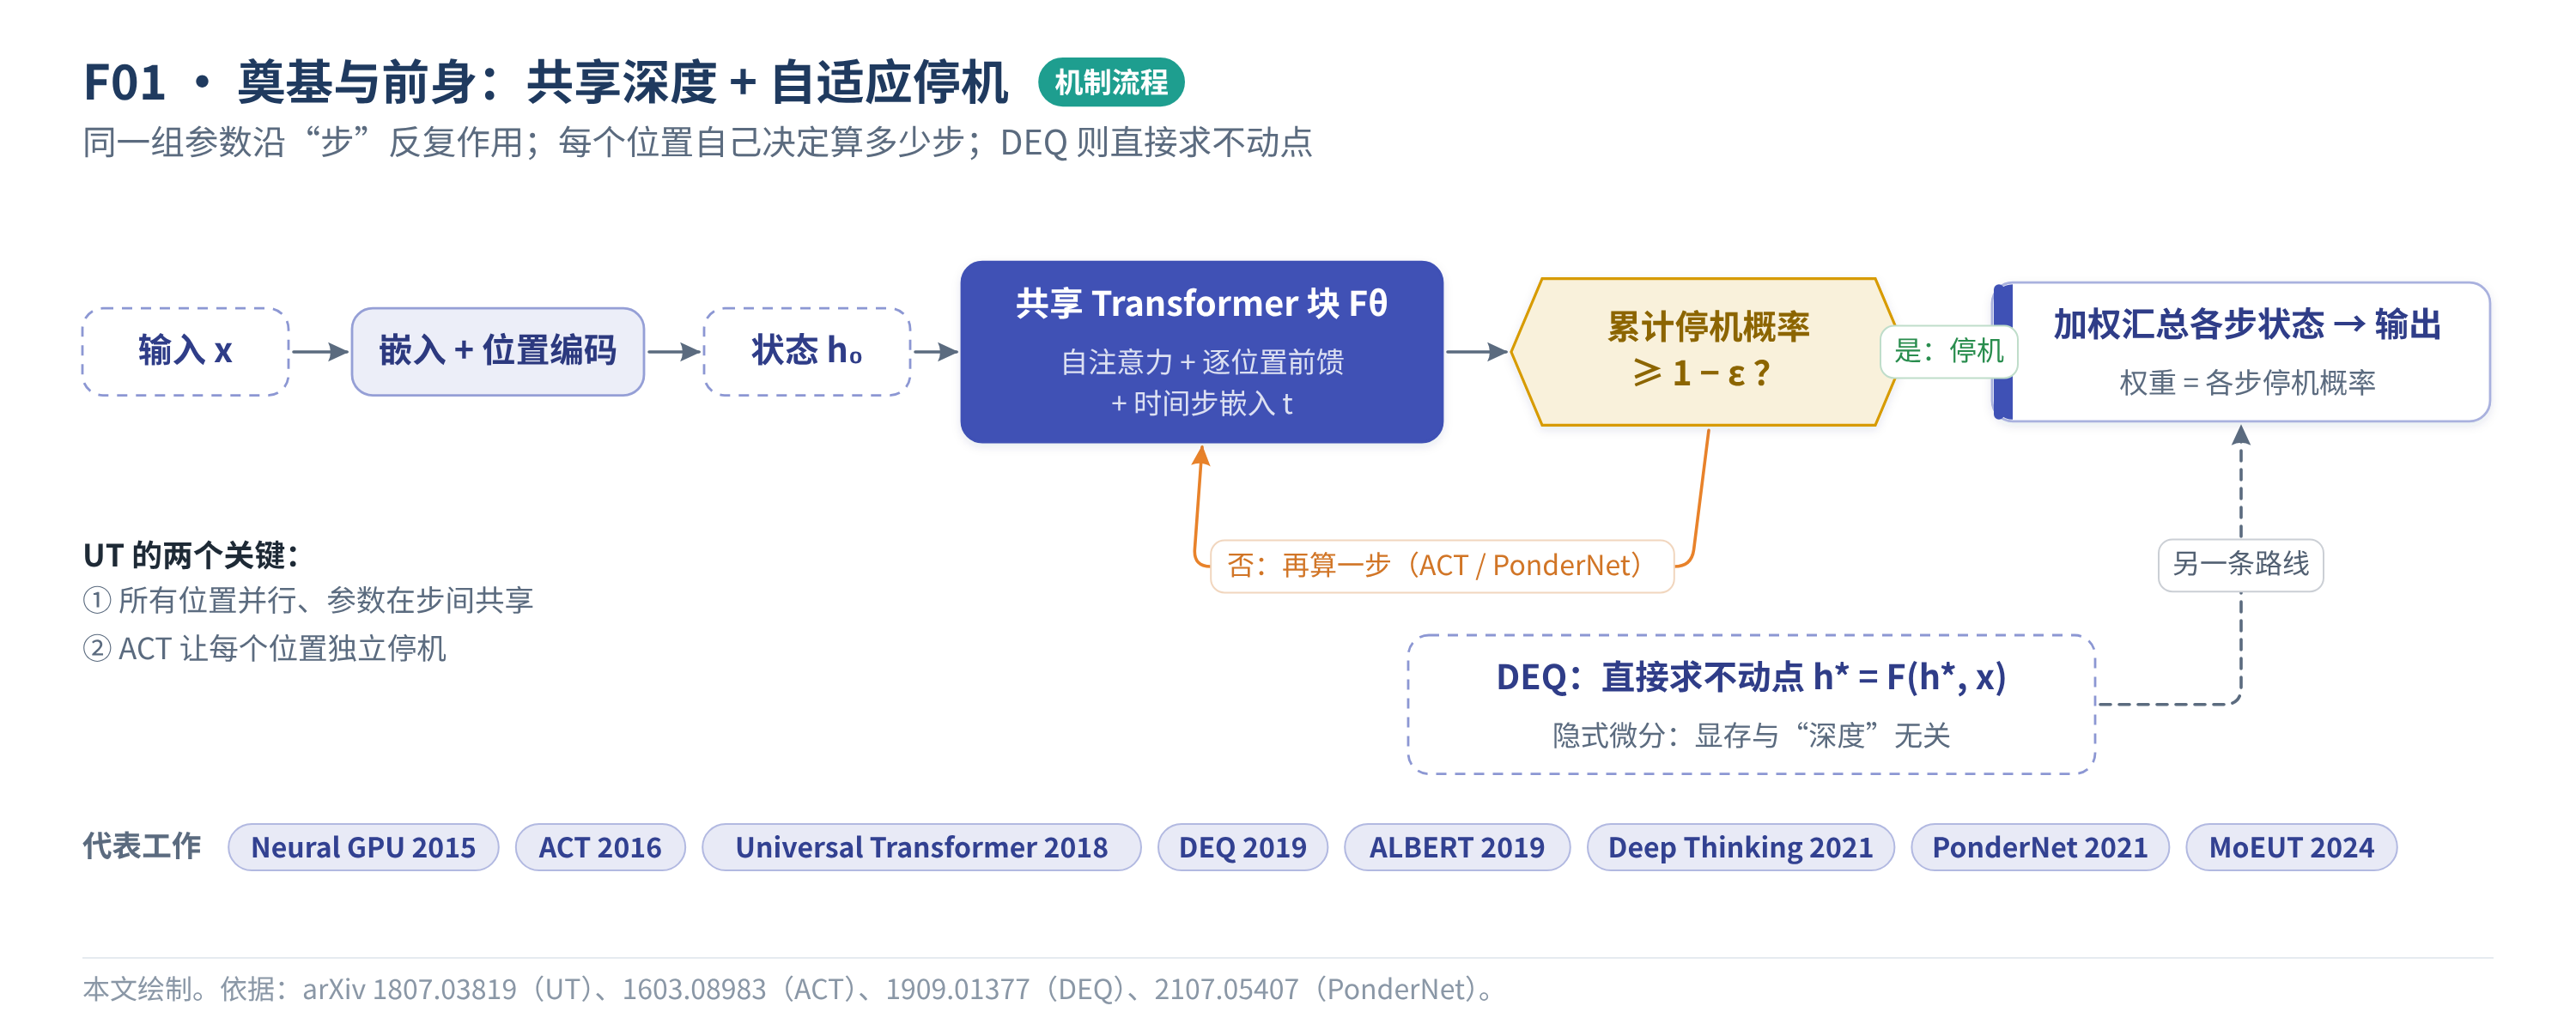 F01 · 奠基与前身：共享深度 + 自适应停机
机制流程
同一组参数沿“步”反复作用；每个位置自己决定算多少步；DEQ 则直接求不动点
输入 x
嵌入 + 位置编码
状态 h₀
共享 Transformer 块 Fθ
自注意力 + 逐位置前馈
+ 时间步嵌入 t
累计停机概率
≥ 1 − ε ?
是：停机
加权汇总各步状态 → 输出
权重 = 各步停机概率
否：再算一步（ACT / PonderNet）
另一条路线
UT 的两个关键：
① 所有位置并行、参数在步间共享
② ACT 让每个位置独立停机
DEQ：直接求不动点 h* = F(h*, x)
隐式微分：显存与“深度”无关
代表工作
Neural GPU 2015
ACT 2016
Universal Transformer 2018
DEQ 2019
ALBERT 2019
Deep Thinking 2021
PonderNet 2021
MoEUT 2024
本文绘制。依据：arXiv 1807.03819（UT）、1603.08983（ACT）、1909.01377（DEQ）、2107.05407（PonderNet）。